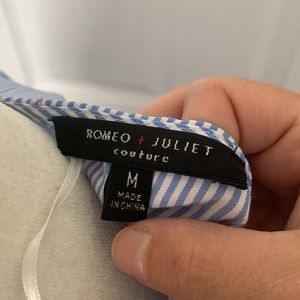 ROMEO + JULIET
couture
M
MADE
IN CHINA